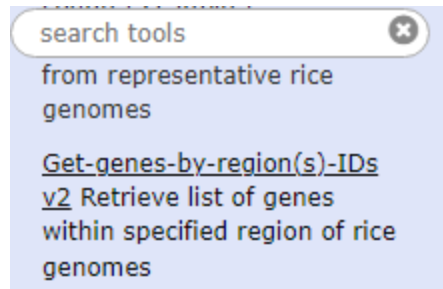 search tools
from representative rice
genomes
Get-genes-by-region(s)-IDs
v2 Retrieve list of genes
within specified region of rice
genomes